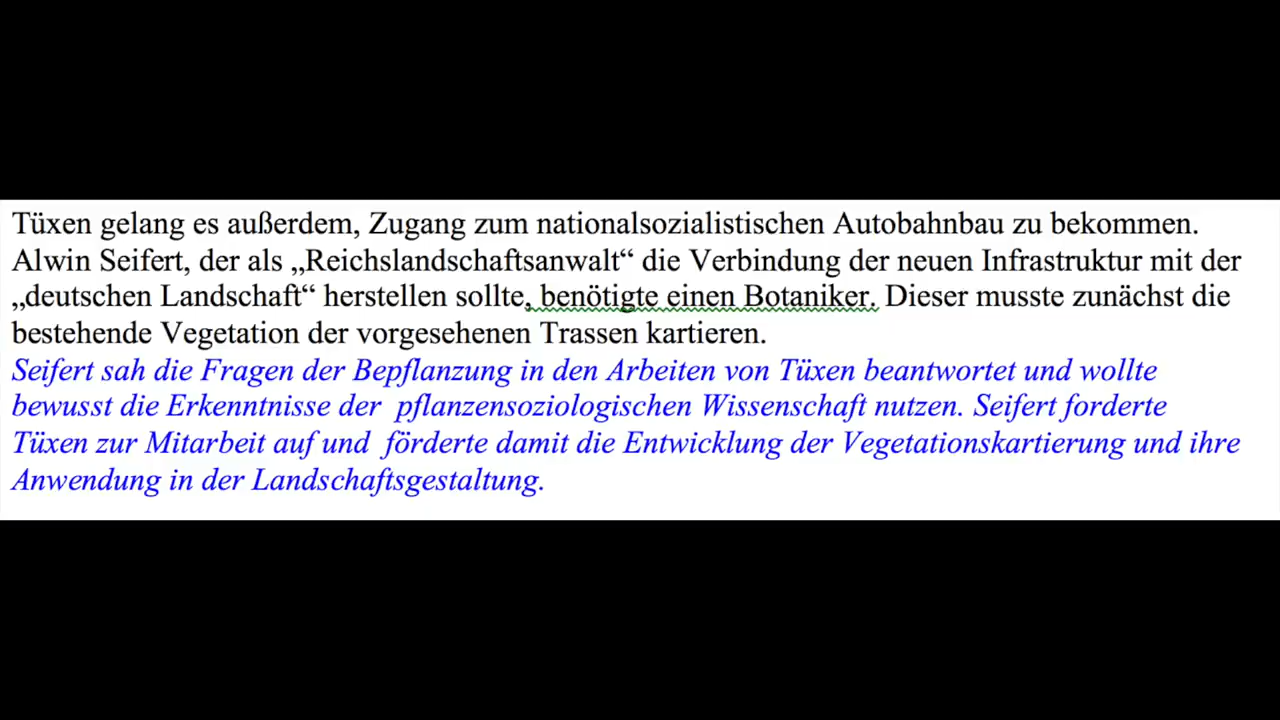 Tüxen gelang es außerdem, Zugang zum nationalsozialistischen Autobahnbau zu bekommen.
Alwin Seifert, der als „Reichslandschaftsanwalt“ die Verbindung der neuen Infrastruktur mit der
„deutschen Landschaft“ herstellen sollte, benötigte einen Botaniker. Dieser musste zunächst die
bestehende Vegetation der vorgesehenen Trassen kartieren.
Seifert sah die Fragen der Bepflanzung in den Arbeiten von Tüxen beantwortet und wollte
bewusst die Erkenntnisse der  pflanzensoziologischen Wissenschaft nutzen. Seifert forderte
Tüxen zur Mitarbeit auf und  förderte damit die Entwicklung der Vegetationskartierung und ihre
Anwendung in der Landschaftsgestaltung.